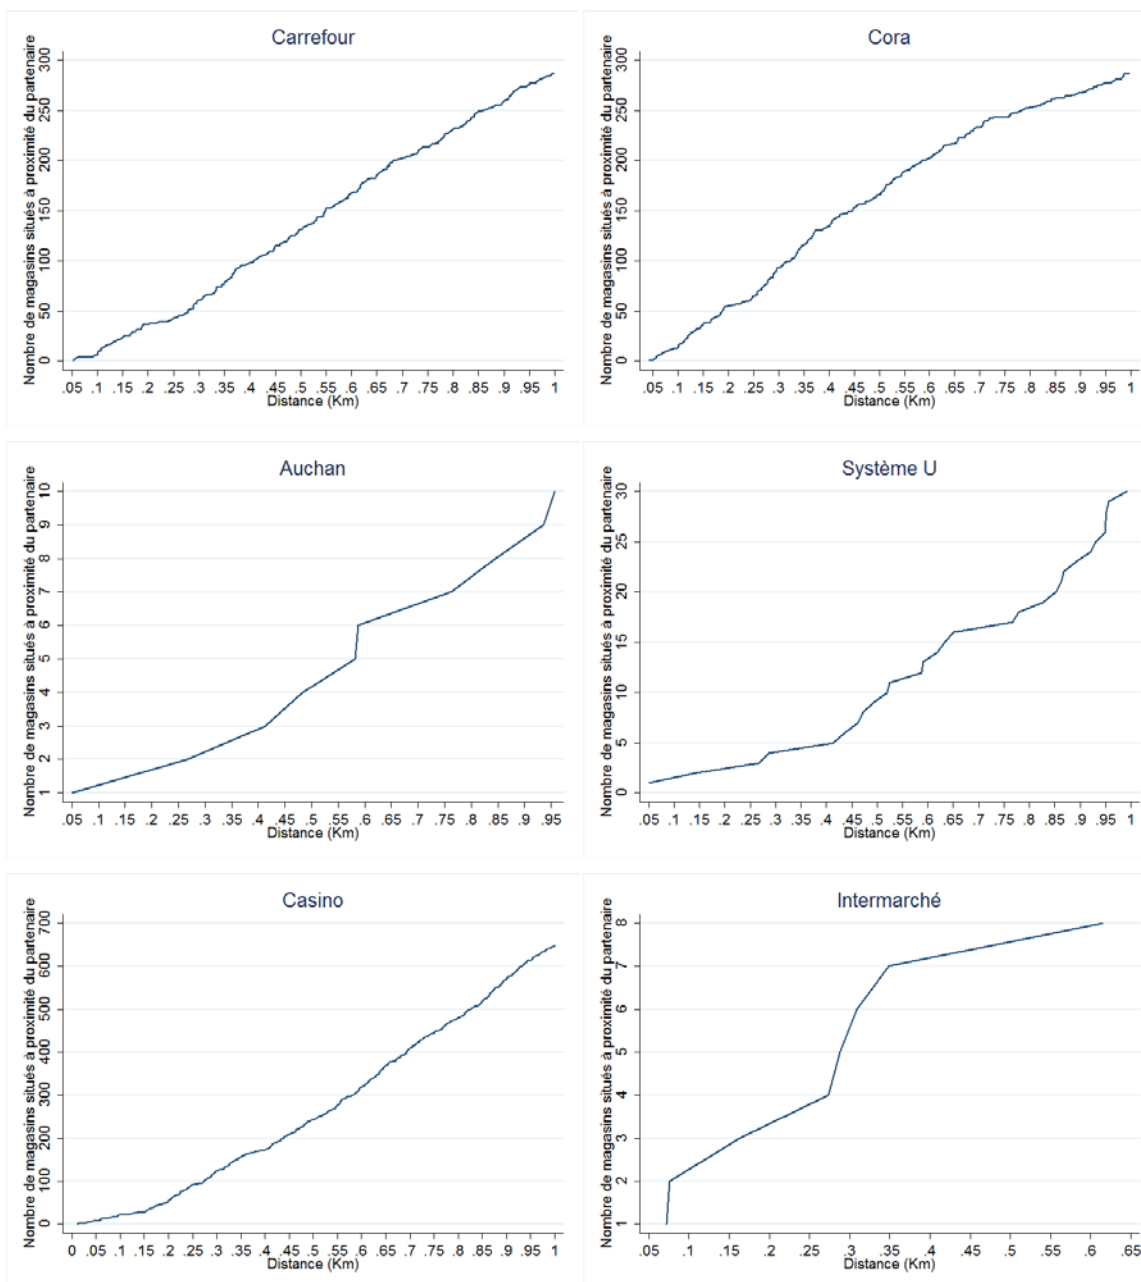 Carrefour
Nombre de magasins situés à proximité du partenaire
300
250
200
150
100
50
0
.05 .1 .15 .2 .25 .3 .35 .4 .45 .5 .55 .6 .65 .7 .75 .8 .85 .9 .95 1
Distance (Km)
Cora
Nombre de magasins situés à proximité du partenaire
300
250
200
150
100
50
0
.05 .1 .15 .2 .25 .3 .35 .4 .45 .5 .55 .6 .65 .7 .75 .8 .85 .9 .95 1
Distance (Km)
Auchan
Nombre de magasins situés à proximité du partenaire
10
9
8
7
6
5
4
3
2
1
.05 .1 .15 .2 .25 .3 .35 .4 .45 .5 .55 .6 .65 .7 .75 .8 .85 .9 .95
Distance (Km)
Système U
Nombre de magasins situés à proximité du partenaire
30
25
20
15
10
5
0
.05 .1 .15 .2 .25 .3 .35 .4 .45 .5 .55 .6 .65 .7 .75 .8 .85 .9 .95 1
Distance (Km)
Casino
Nombre de magasins situés à proximité du partenaire
700
600
500
400
300
200
100
0
0 .05 .1 .15 .2 .25 .3 .35 .4 .45 .5 .55 .6 .65 .7 .75 .8 .85 .9 .95 1
Distance (Km)
Intermarché
Nombre de magasins situés à proximité du partenaire
8
7
6
5
4
3
2
1
.05 .1 .15 .2 .25 .3 .35 .4 .45 .5 .55 .6 .65
Distance (Km)